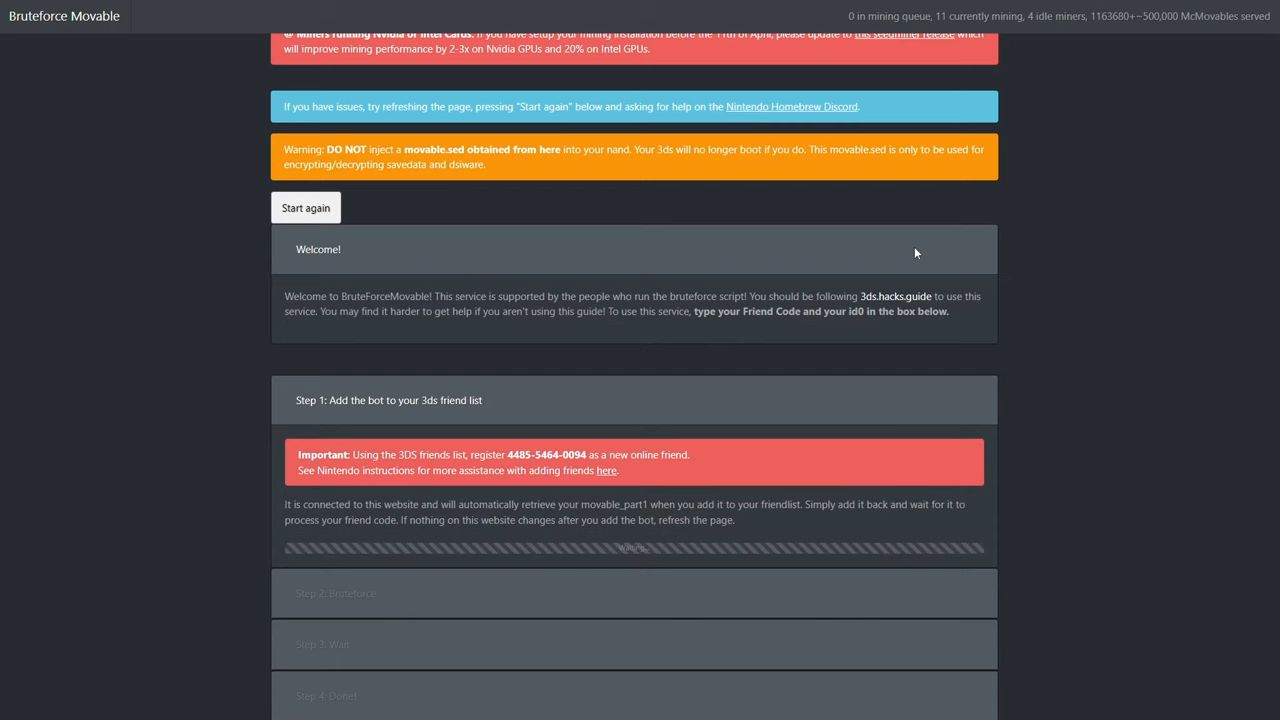 Bruteforce Movable
0 in mining queue, 11 currently mining, 4 idle miners, 1163680+~500,000 McMovables served
@ Miners running Nvidia or Intel Cards: If you have setup your mining installation before the 11th of April, please update to this seedminer release which
will improve mining performance by 2-3x on Nvidia GPUs and 20% on Intel GPUs.
If you have issues, try refreshing the page, pressing "Start again" below and asking for help on the Nintendo Homebrew Discord.
Warning: DO NOT inject a movable.sed obtained from here into your nand. Your 3ds will no longer boot if you do. This movable.sed is only to be used for
encrypting/decrypting savedata and dsiware.
Start again
Welcome!
Welcome to BruteForceMovable! This service is supported by the people who run the bruteforce script! You should be following 3ds.hacks.guide to use this
service. You may find it harder to get help if you aren't using this guide! To use this service, type your Friend Code and your id0 in the box below.
Step 1: Add the bot to your 3ds friend list
Important: Using the 3DS friends list, register 4485-5464-0094 as a new online friend.
See Nintendo instructions for more assistance with adding friends here.
It is connected to this website and will automatically retrieve your movable_part1 when you add it to your friendlist. Simply add it back and wait for it to
process your friend code. If nothing on this website changes after you add the bot, refresh the page.
Waiting...
Step 2: Bruteforce
Step 3: Wait
Step 4: Done!